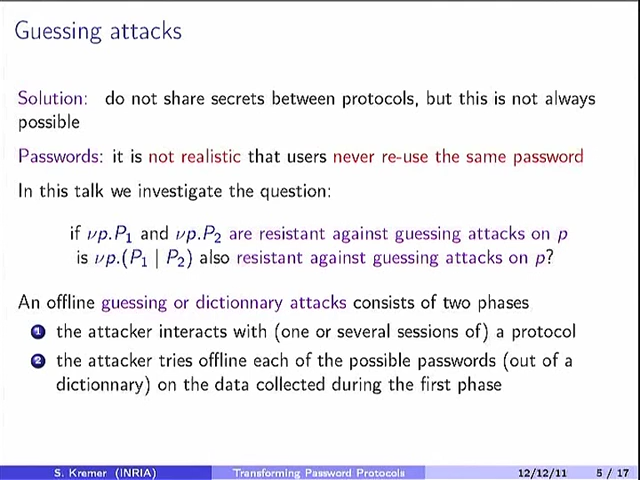 Guessing attacks
Solution: do not share secrets between protocols, but this is not always
possible
Passwords: it is not realistic that users never re-use the same password
In this talk we investigate the question:
if νp.P₁ and νp.P₂ are resistant against guessing attacks on p
is νp.(P₁ | P₂) also resistant against guessing attacks on p?
An offline guessing or dictionnary attacks consists of two phases
1 the attacker interacts with (one or several sessions of) a protocol
2 the attacker tries offline each of the possible passwords (out of a
dictionnary) on the data collected during the first phase
S. Kremer (INRIA) Transforming Password Protocols 12/12/11 5 / 17